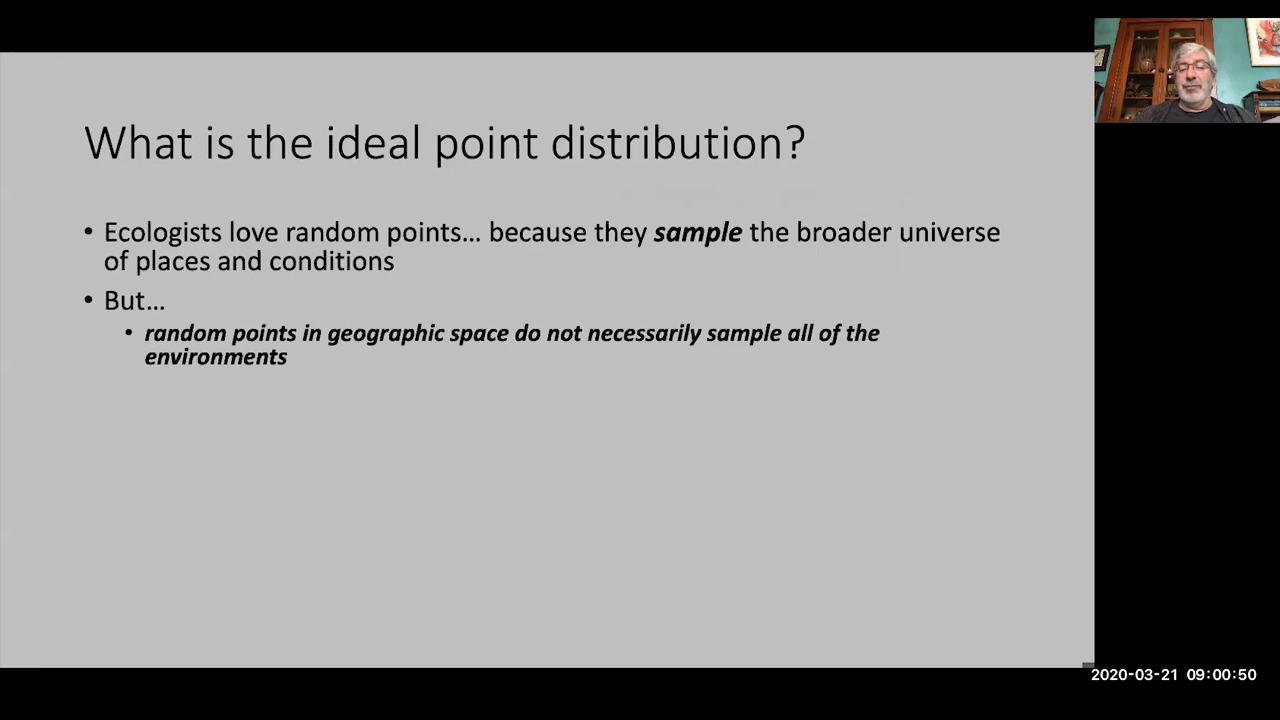 What is the ideal point distribution?
• Ecologists love random points… because they sample the broader universe
of places and conditions
• But…
• random points in geographic space do not necessarily sample all of the
environments
2020-03-21 09:00:50